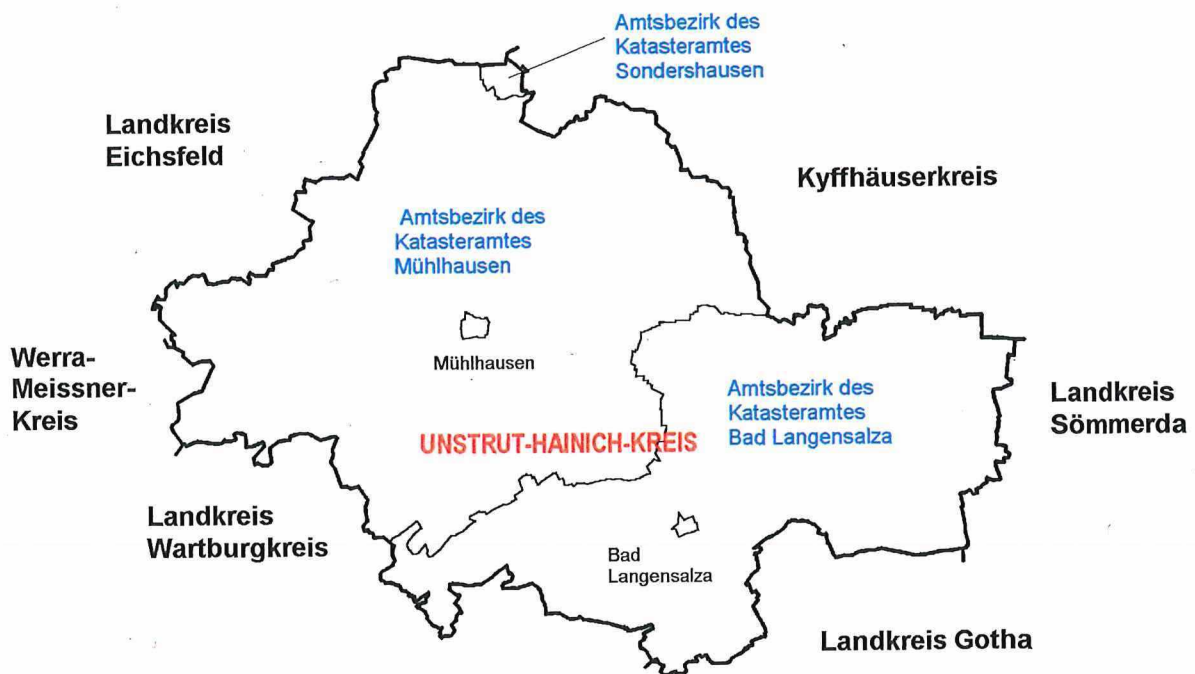 Amtsbezirk des
Katasteramtes
Sondershausen
Landkreis
Eichsfeld
Kyffhäuserkreis
Amtsbezirk des
Katasteramtes
Mühlhausen
Mühlhausen
Werra-
Meissner-
Kreis
Amtsbezirk des
Katasteramtes
Bad Langensalza
Landkreis
Sömmerda
UNSTRUT-HAINICH-KREIS
Landkreis
Wartburgkreis
Bad
Langensalza
Landkreis Gotha